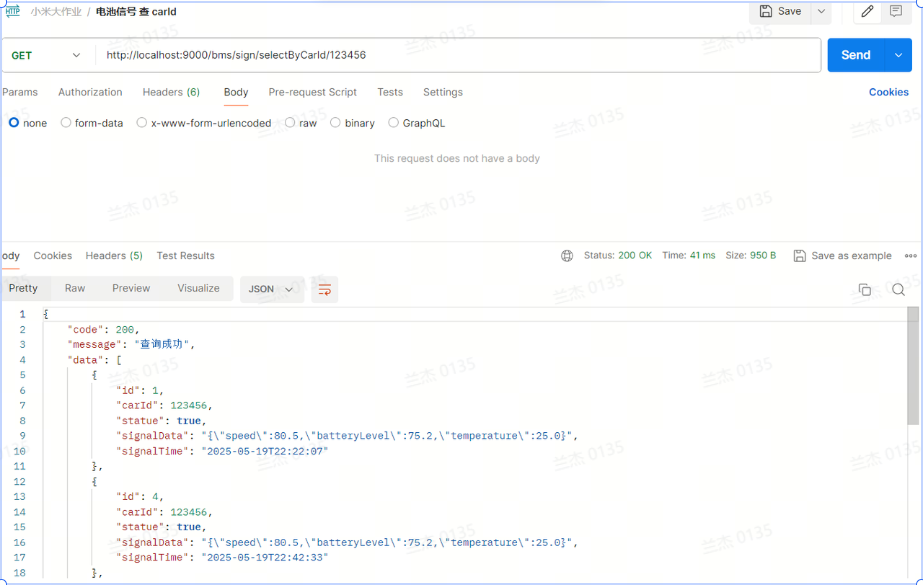 HTTP 小米大作业 / 电池信号 查 carId Save
GET http://localhost:9000/bms/sign/selectByCarId/123456 Send
Params Authorization Headers (6) Body Pre-request Script Tests Settings Cookies
none form-data x-www-form-urlencoded raw binary GraphQL
This request does not have a body
ody Cookies Headers (5) Test Results Status: 200 OK Time: 41 ms Size: 950 B Save as example
Pretty Raw Preview Visualize JSON
1 {
2 "code": 200,
3 "message": "查询成功",
4 "data": [
5 {
6 "id": 1,
7 "carId": 123456,
8 "statue": true,
9 "signalData": "{\"speed\":80.5,\"batteryLevel\":75.2,\"temperature\":25.0}",
10 "signalTime": "2025-05-19T22:22:07"
11 },
12 {
13 "id": 4,
14 "carId": 123456,
15 "statue": true,
16 "signalData": "{\"speed\":80.5,\"batteryLevel\":75.2,\"temperature\":25.0}",
17 "signalTime": "2025-05-19T22:42:33"
18 },
兰杰 0135